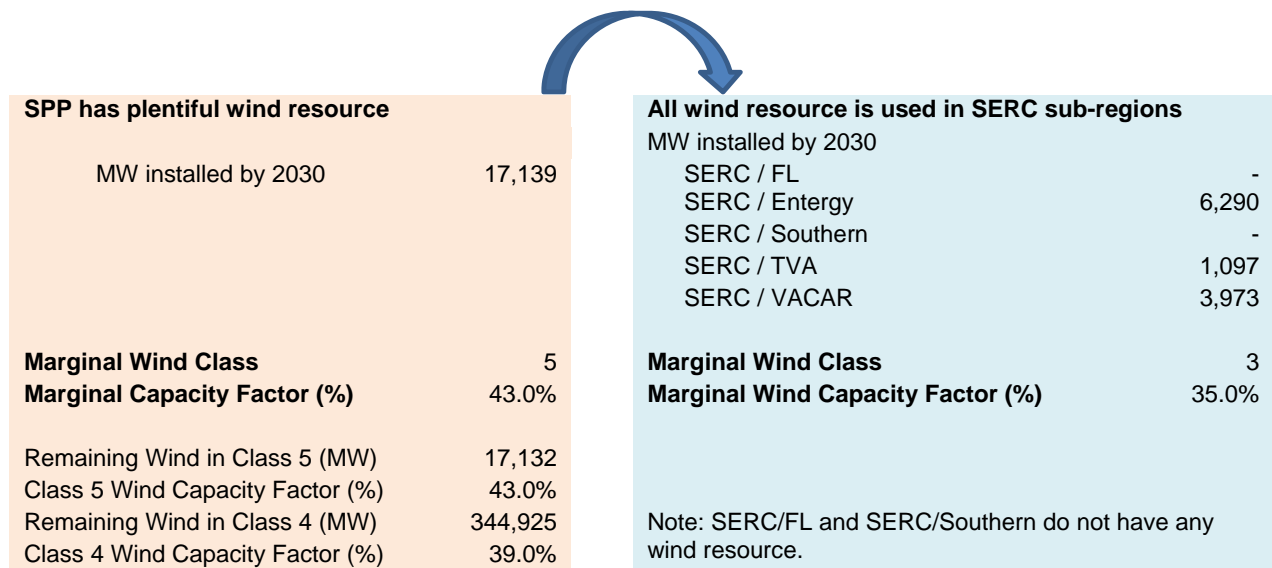 SPP has plentiful wind resource
MW installed by 2030 17,139
Marginal Wind Class 5
Marginal Capacity Factor (%) 43.0%
Remaining Wind in Class 5 (MW) 17,132
Class 5 Wind Capacity Factor (%) 43.0%
Remaining Wind in Class 4 (MW) 344,925
Class 4 Wind Capacity Factor (%) 39.0%
All wind resource is used in SERC sub-regions
MW installed by 2030
SERC / FL -
SERC / Entergy 6,290
SERC / Southern -
SERC / TVA 1,097
SERC / VACAR 3,973
Marginal Wind Class 3
Marginal Wind Capacity Factor (%) 35.0%
Note: SERC/FL and SERC/Southern do not have any
wind resource.